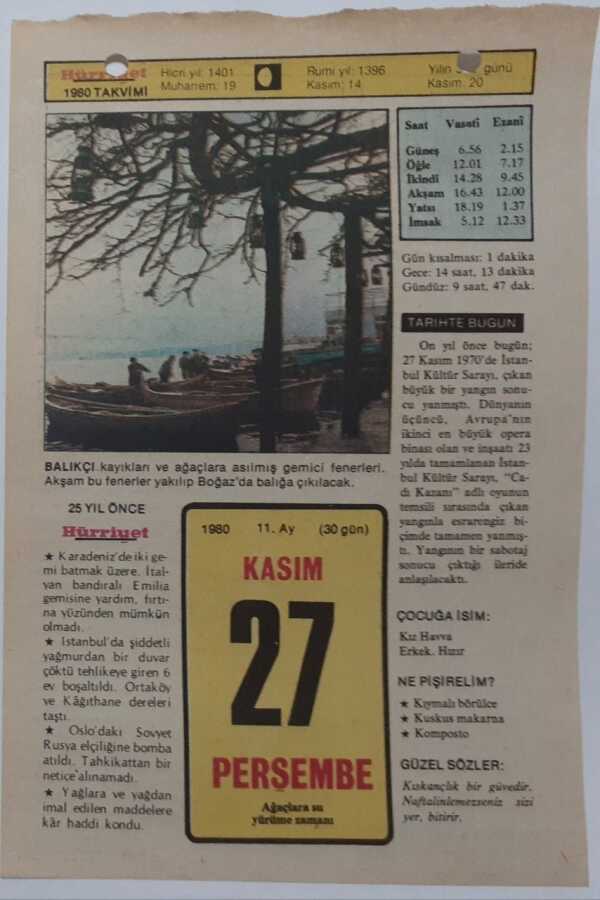 Hürriyet
1980 TAKVİMİ
Hicri yıl: 1401
Muharrem: 19
Rumi yıl: 1396
Kasım: 14
Yılın günü
Kasım: 20
Saat Vasatî Ezanî
Güneş 6.56 2.15
Öğle 12.01 7.17
İkindi 14.28 9.45
Akşam 16.43 12.00
Yatsı 18.19 1.37
İmsak 5.12 12.33
Gün kısalması: 1 dakika
Gece: 14 saat, 13 dakika
Gündüz: 9 saat, 47 dak.
TARİHTE BUGÜN
On yıl önce bugün;
27 Kasım 1970'de İstan-
bul Kültür Sarayı, çıkan
büyük bir yangın sonu-
cu yanmıştı. Dünyanın
üçüncü, Avrupa'nın
ikinci en büyük opera
binası olan ve inşaatı 23
yılda tamamlanan İstan-
bul Kültür Sarayı, "Ca-
dı Kazanı" adlı oyunun
temsili sırasında çıkan
yangınla esrarengiz bi-
çimde tamamen yanmış-
tı. Yangının bir sabotaj
sonucu çıktığı ileride
anlaşılacaktı.
ÇOCUĞA İSİM:
Kız Havva
Erkek. Hızır
NE PİŞİRELİM?
★ Kıymalı börülce
★ Kuskus makarna
★ Komposto
GÜZEL SÖZLER:
Kıskançlık bir güvedir.
Naftalinlemezseniz sizi
yer, bitirir.
BALIKÇI kayıkları ve ağaçlara asılmış gemici fenerleri.
Akşam bu fenerler yakılıp Boğaz'da balığa çıkılacak.
25 YIL ÖNCE
Hürriyet
★ Karadeniz'de iki ge-
mi batmak üzere. İtal-
yan bandıralı Emilia
gemisine yardım, fırtı-
na yüzünden mümkün
olmadı.
★ İstanbul'da şiddetli
yağmurdan bir duvar
çöktü tehlikeye giren 6
ev boşaltıldı. Ortaköy
ve Kâğıthane dereleri
taştı.
★ Oslo'daki Sovyet
Rusya elçiliğine bomba
atıldı. Tahkikattan bir
netice alınamadı.
★ Yağlara ve yağdan
imal edilen maddelere
kâr haddi kondu.
1980 11. Ay (30 gün)
KASIM
27
PERŞEMBE
Ağaçlara su
yürüme zamanı